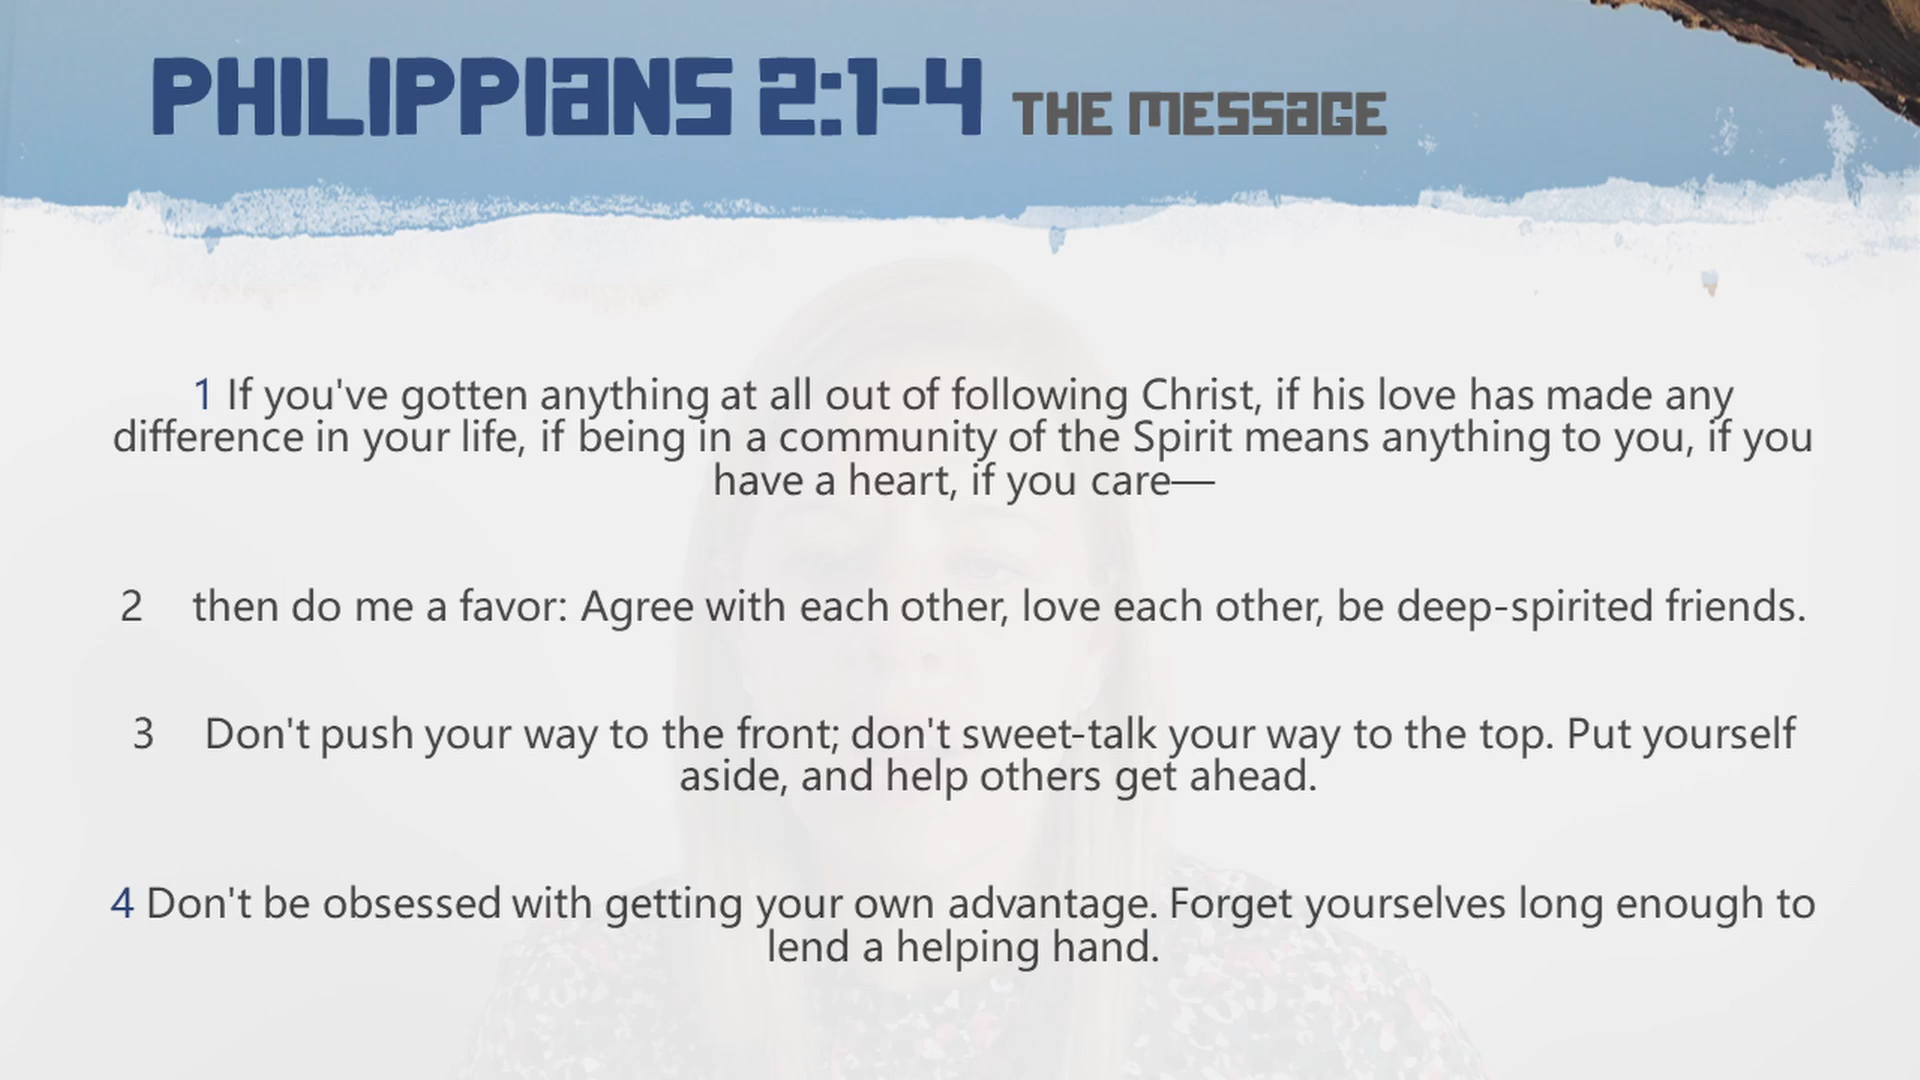 PHILIPPIANS 2:1-4 THE MESSAGE
1 If you've gotten anything at all out of following Christ, if his love has made any
difference in your life, if being in a community of the Spirit means anything to you, if you
have a heart, if you care—
2 then do me a favor: Agree with each other, love each other, be deep-spirited friends.
3 Don't push your way to the front; don't sweet-talk your way to the top. Put yourself
aside, and help others get ahead.
4 Don't be obsessed with getting your own advantage. Forget yourselves long enough to
lend a helping hand.